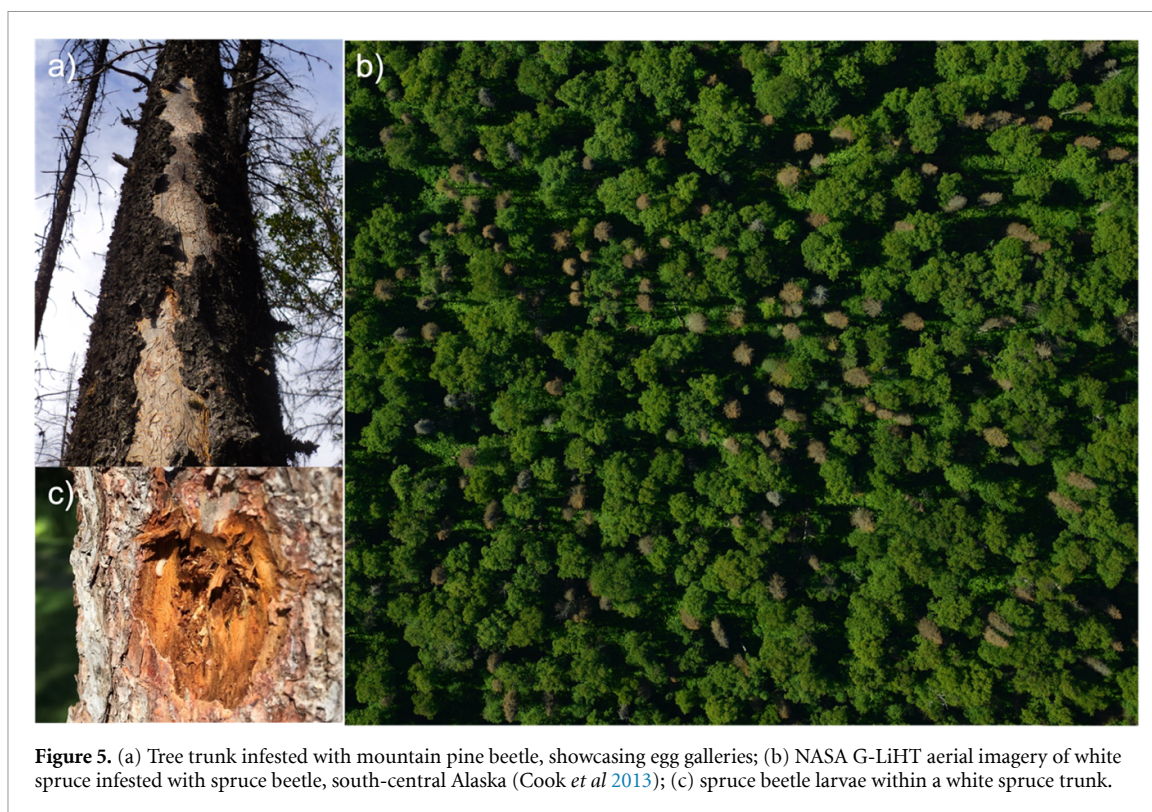 a)
b)
c)
Figure 5. (a) Tree trunk infested with mountain pine beetle, showcasing egg galleries; (b) NASA G-LiHT aerial imagery of white
spruce infested with spruce beetle, south-central Alaska (Cook et al 2013); (c) spruce beetle larvae within a white spruce trunk.